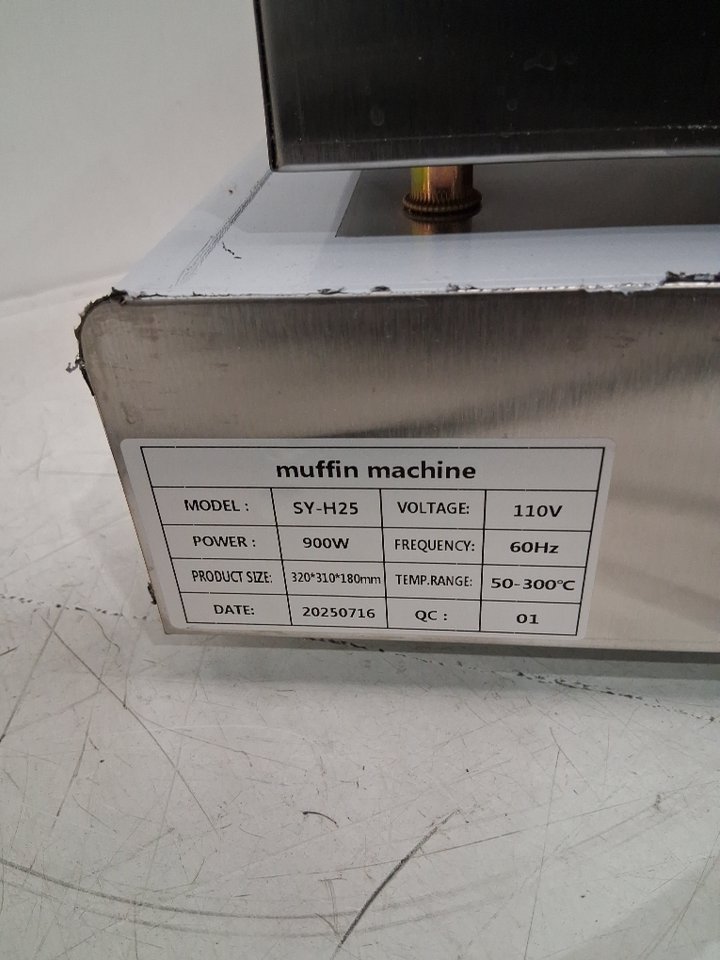 muffin machine
MODEL : SY-H25 VOLTAGE: 110V
POWER : 900W FREQUENCY: 60Hz
PRODUCT SIZE: 320*310*180mm TEMP.RANGE: 50-300℃
DATE: 20250716 QC : 01